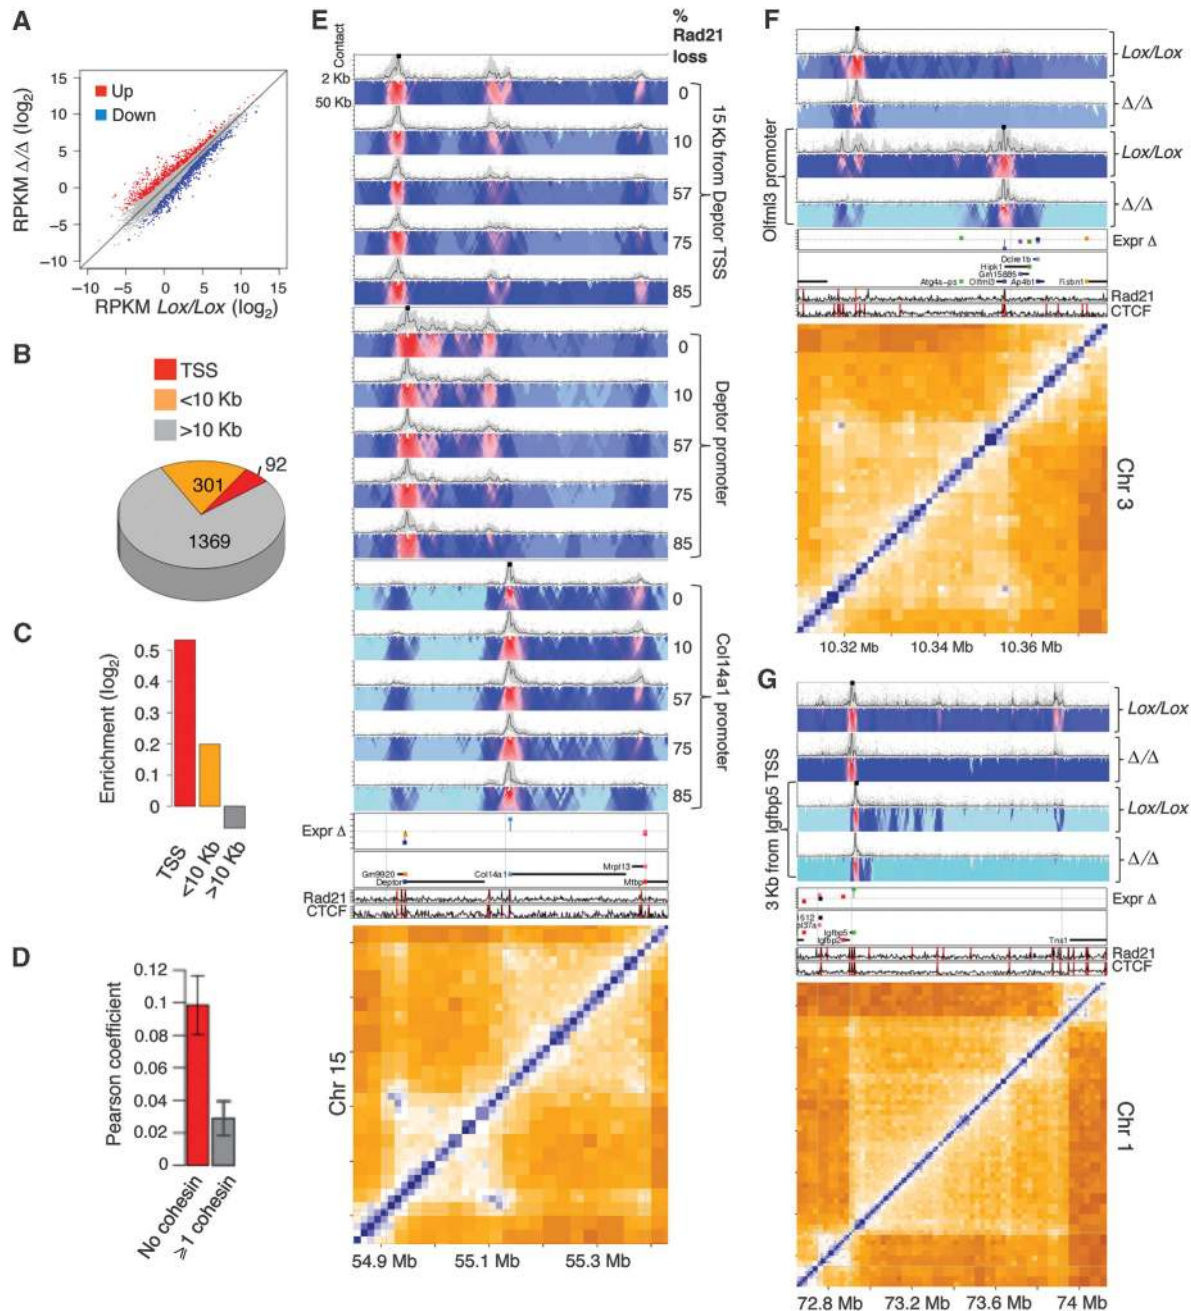 A
15
10
5
0
−5
−10
Up
Down
RPKM Δ/Δ (log2)
−10 −5 0 5 10 15
RPKM Lox/Lox (log2)
B
TSS
<10 Kb
>10 Kb
301
92
1369
C
0.5
0.4
0.3
0.2
0.1
0
Enrichment (log2)
TSS
<10 Kb
>10 Kb
D
0.12
0.1
0.08
0.06
0.04
0.02
0
Pearson coefficient
No cohesin
⩾ 1 cohesin
E
Contact
2 Kb
50 Kb
%
Rad21
loss
0
10
57
75
85
15 Kb from Deptor TSS
0
10
57
75
85
Deptor promoter
0
10
57
75
85
Col14a1 promoter
Expr Δ
Mrpl13
Gm9920
Col14a1
Deptor
Mtbp
Rad21
CTCF
Chr 15
54.9 Mb 55.1 Mb 55.3 Mb
F
Lox/Lox
Δ/Δ
Lox/Lox
Δ/Δ
Olfml3 promoter
Expr Δ
Dclre1b
Hipk1
Gm15885
Atg4a−ps Olfml3 Ap4b1 Rsbn1
Rad21
CTCF
Chr 3
10.32 Mb 10.34 Mb 10.36 Mb
G
Lox/Lox
Δ/Δ
Lox/Lox
Δ/Δ
3 Kb from Igfbp5 TSS
Expr Δ
Igfbp5
Igfbp2
Tns1
Rad21
CTCF
Chr 1
72.8 Mb 73.2 Mb 73.6 Mb 74 Mb